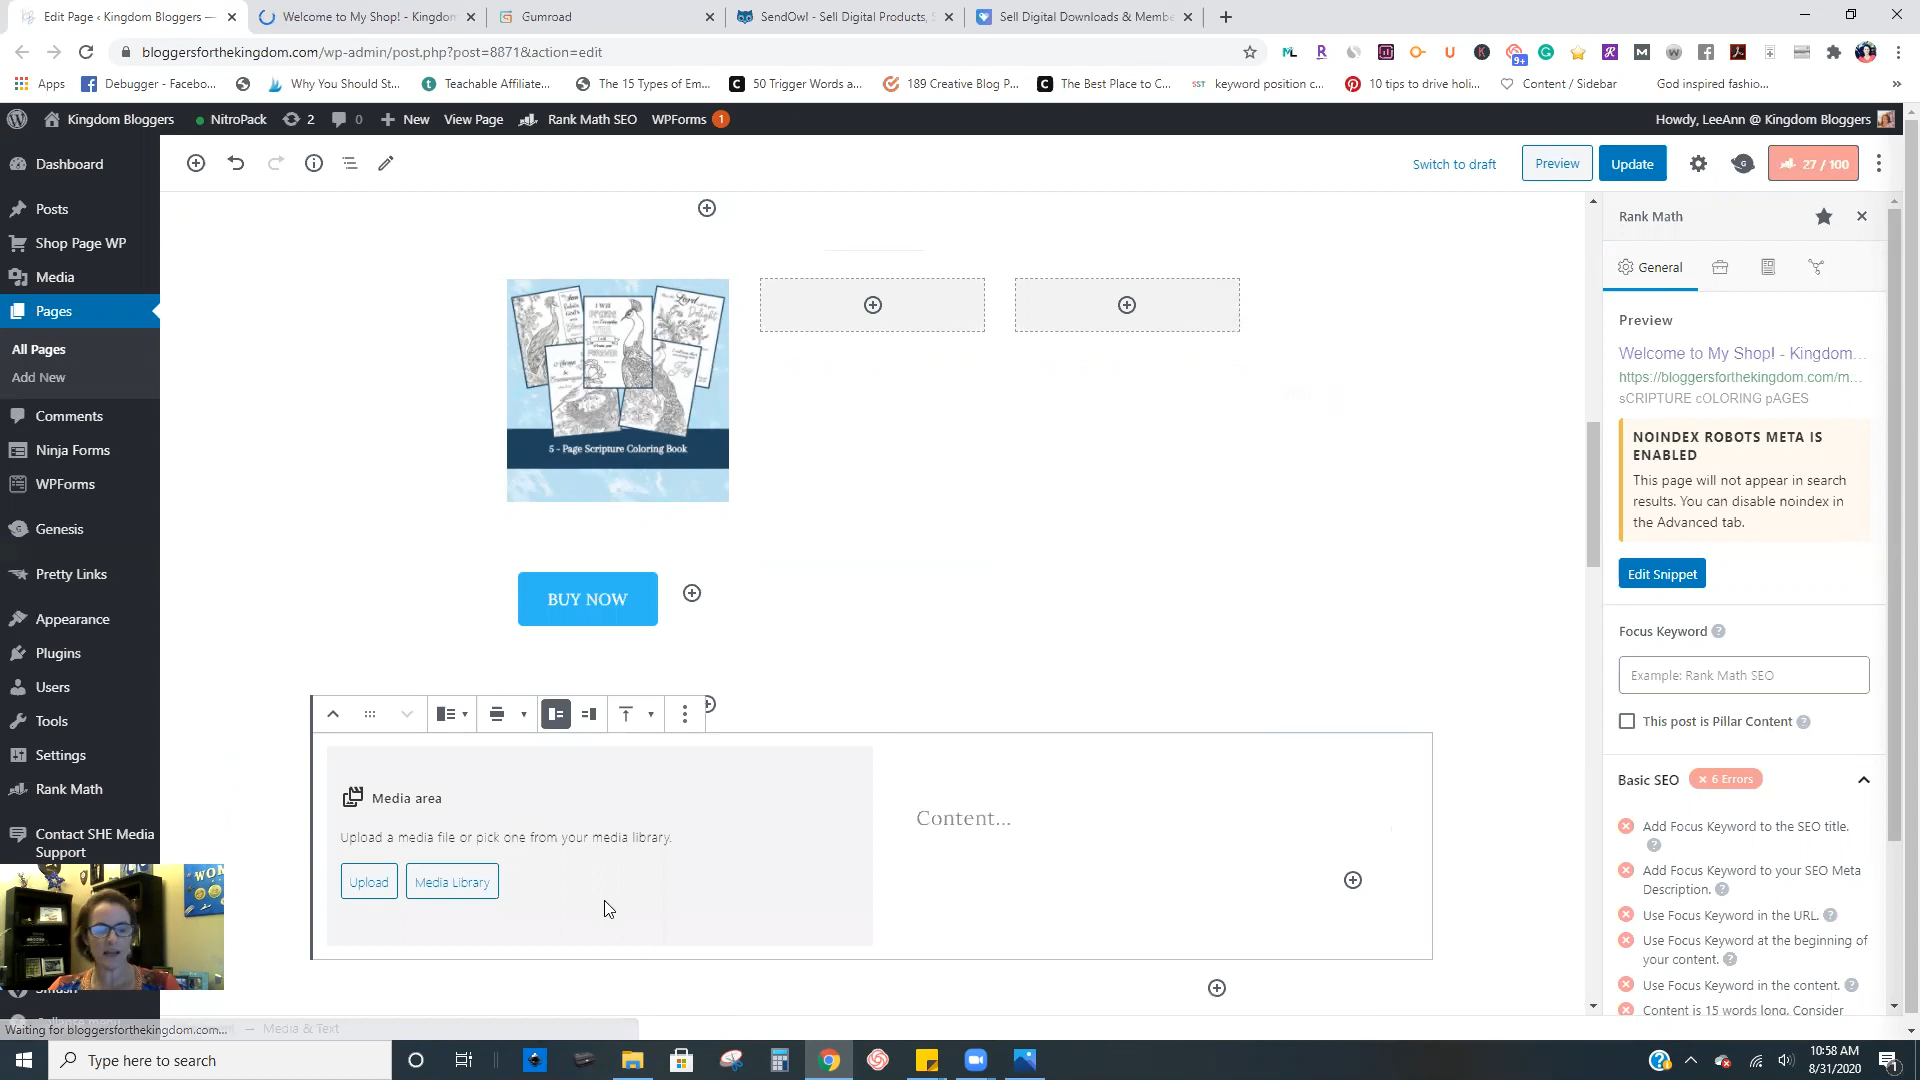 Edit Page ‹ Kingdom Bloggers —
Welcome to My Shop! - Kingdom
Gumroad
SendOwl - Sell Digital Products, S
Sell Digital Downloads & Membe
bloggersforthekingdom.com/wp-admin/post.php?post=8871&action=edit
9+
Apps
Debugger - Facebo...
Why You Should St...
Teachable Affiliate...
The 15 Types of Em...
50 Trigger Words a...
189 Creative Blog P...
The Best Place to C...
SST keyword position c...
10 tips to drive holi...
Content / Sidebar
God inspired fashio...
Kingdom Bloggers
NitroPack
2
0
New
View Page
Rank Math SEO
WPForms 1
Howdy, LeeAnn @ Kingdom Bloggers
Dashboard
Posts
Shop Page WP
Media
Pages
All Pages
Add New
Comments
Ninja Forms
WPForms
Genesis
Pretty Links
Appearance
Plugins
Users
Tools
Settings
Rank Math
Contact SHE Media
Support
Switch to draft
Preview
Update
27 / 100
5 - Page Scripture Coloring Book
BUY NOW
Media area
Upload a media file or pick one from your media library.
Upload
Media Library
Content...
Rank Math
General
Preview
Welcome to My Shop! - Kingdom...
https://bloggersforthekingdom.com/m...
sCRIPTURE cOLORING pAGES
NOINDEX ROBOTS META IS
ENABLED
This page will not appear in search
results. You can disable noindex in
the Advanced tab.
Edit Snippet
Focus Keyword
Example: Rank Math SEO
This post is Pillar Content
Basic SEO
× 6 Errors
Add Focus Keyword to the SEO title.
Add Focus Keyword to your SEO Meta
Description.
Use Focus Keyword in the URL.
Use Focus Keyword at the beginning of
your content.
Use Focus Keyword in the content.
Content is 15 words long. Consider
Waiting for bloggersforthekingdom.com...
→ Media & Text
Type here to search
10:58 AM
8/31/2020
1